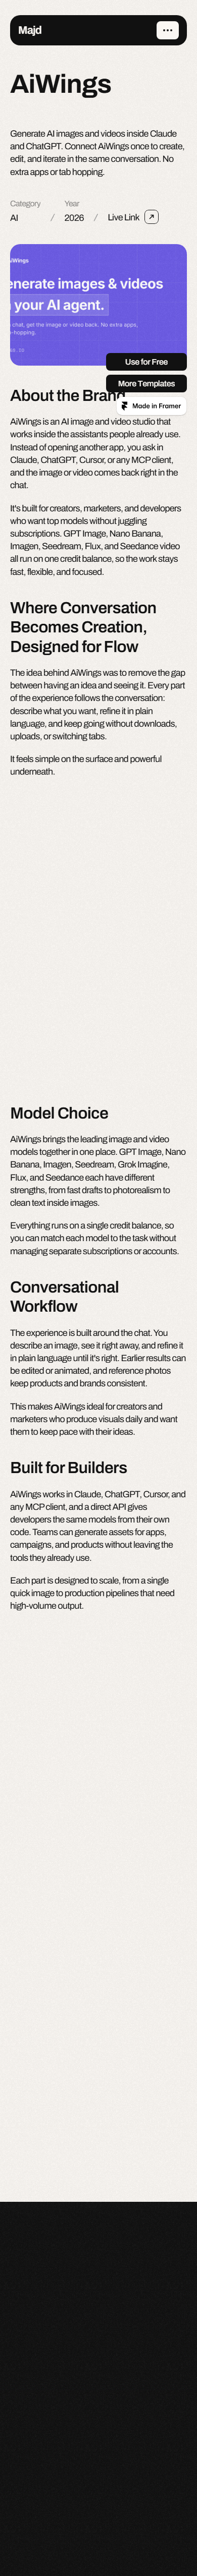 Majd
AiWings
Generate AI images and videos inside Claude
and ChatGPT. Connect AiWings once to create,
edit, and iterate in the same conversation. No
extra apps or tab hopping.
Category
Year
AI / 2026 / Live Link
iWings
enerate images & videos
your AI agent.
chat, get the image or video back. No extra apps,
-hopping.
Use for Free
More Templates
Made in Framer
About the Brand
AiWings is an AI image and video studio that
works inside the assistants people already use.
Instead of opening another app, you ask in
Claude, ChatGPT, Cursor, or any MCP client,
and the image or video comes back right in the
chat.
It's built for creators, marketers, and developers
who want top models without juggling
subscriptions. GPT Image, Nano Banana,
Imagen, Seedream, Flux, and Seedance video
all run on one credit balance, so the work stays
fast, flexible, and focused.
Where Conversation
Becomes Creation,
Designed for Flow
The idea behind AiWings was to remove the gap
between having an idea and seeing it. Every part
of the experience follows the conversation:
describe what you want, refine it in plain
language, and keep going without downloads,
uploads, or switching tabs.
It feels simple on the surface and powerful
underneath.
Model Choice
AiWings brings the leading image and video
models together in one place. GPT Image, Nano
Banana, Imagen, Seedream, Grok Imagine,
Flux, and Seedance each have different
strengths, from fast drafts to photorealism to
clean text inside images.
Everything runs on a single credit balance, so
you can match each model to the task without
managing separate subscriptions or accounts.
Conversational
Workflow
The experience is built around the chat. You
describe an image, see it right away, and refine it
in plain language until it's right. Earlier results can
be edited or animated, and reference photos
keep products and brands consistent.
This makes AiWings ideal for creators and
marketers who produce visuals daily and want
them to keep pace with their ideas.
Built for Builders
AiWings works in Claude, ChatGPT, Cursor, and
any MCP client, and a direct API gives
developers the same models from their own
code. Teams can generate assets for apps,
campaigns, and products without leaving the
tools they already use.
Each part is designed to scale, from a single
quick image to production pipelines that need
high-volume output.